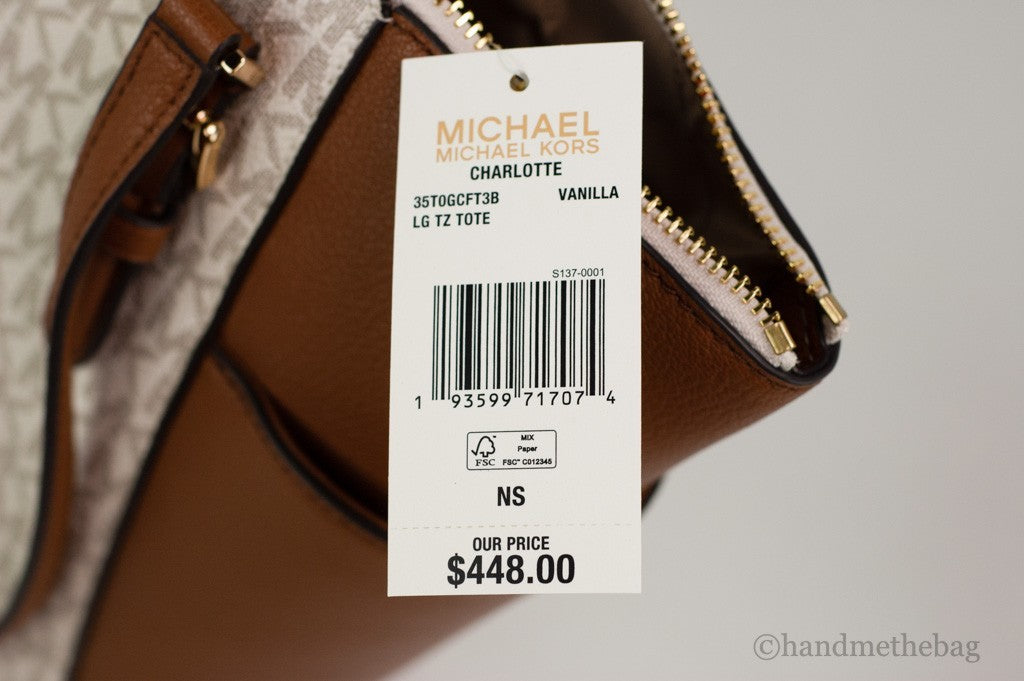 MICHAEL
MICHAEL KORS
CHARLOTTE
35T0GCFT3B VANILLA
LG TZ TOTE
S137-0001
1 93599 71707 4
MIX
Paper
FSC™ C012345
FSC
NS
OUR PRICE
$448.00
©handmethebag